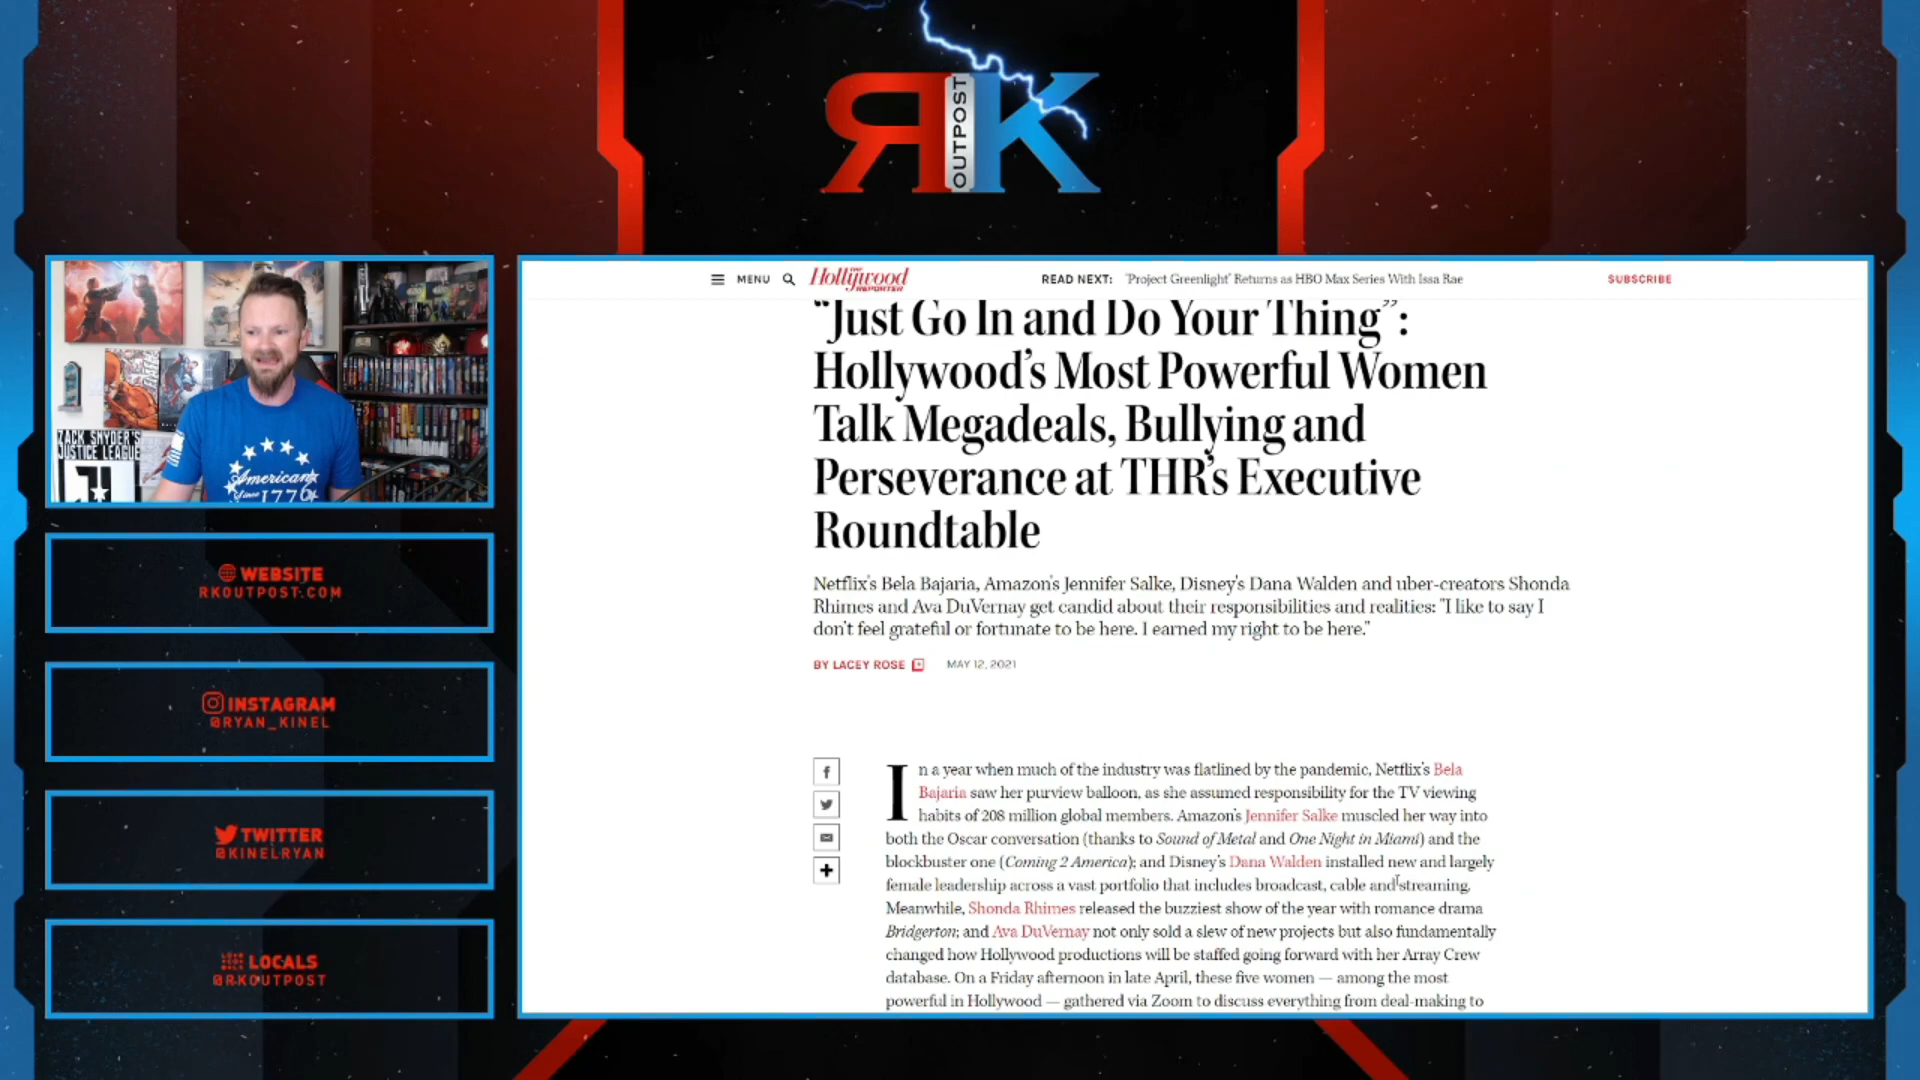 RK
OUTPOST
ZACK SNYDER'S
JUSTICE LEAGUE
American
Since 1776
WEBSITE
RKOUTPOST.COM
INSTAGRAM
@RYAN_KINEL
TWITTER
@KINELRYAN
LOCALS
@RKOUTPOST
MENU
The Hollywood REPORTER
READ NEXT: 'Project Greenlight' Returns as HBO Max Series With Issa Rae
SUBSCRIBE
“Just Go In and Do Your Thing”:
Hollywood's Most Powerful Women
Talk Megadeals, Bullying and
Perseverance at THR's Executive
Roundtable
Netflix's Bela Bajaria, Amazon's Jennifer Salke, Disney's Dana Walden and uber-creators Shonda
Rhimes and Ava DuVernay get candid about their responsibilities and realities: "I like to say I
don't feel grateful or fortunate to be here. I earned my right to be here."
BY LACEY ROSE
MAY 12, 2021
In a year when much of the industry was flatlined by the pandemic, Netflix's Bela
Bajaria saw her purview balloon, as she assumed responsibility for the TV viewing
habits of 208 million global members. Amazon's Jennifer Salke muscled her way into
both the Oscar conversation (thanks to Sound of Metal and One Night in Miami) and the
blockbuster one (Coming 2 America); and Disney's Dana Walden installed new and largely
female leadership across a vast portfolio that includes broadcast, cable and streaming.
Meanwhile, Shonda Rhimes released the buzziest show of the year with romance drama
Bridgerton; and Ava DuVernay not only sold a slew of new projects but also fundamentally
changed how Hollywood productions will be staffed going forward with her Array Crew
database. On a Friday afternoon in late April, these five women — among the most
powerful in Hollywood — gathered via Zoom to discuss everything from deal-making to